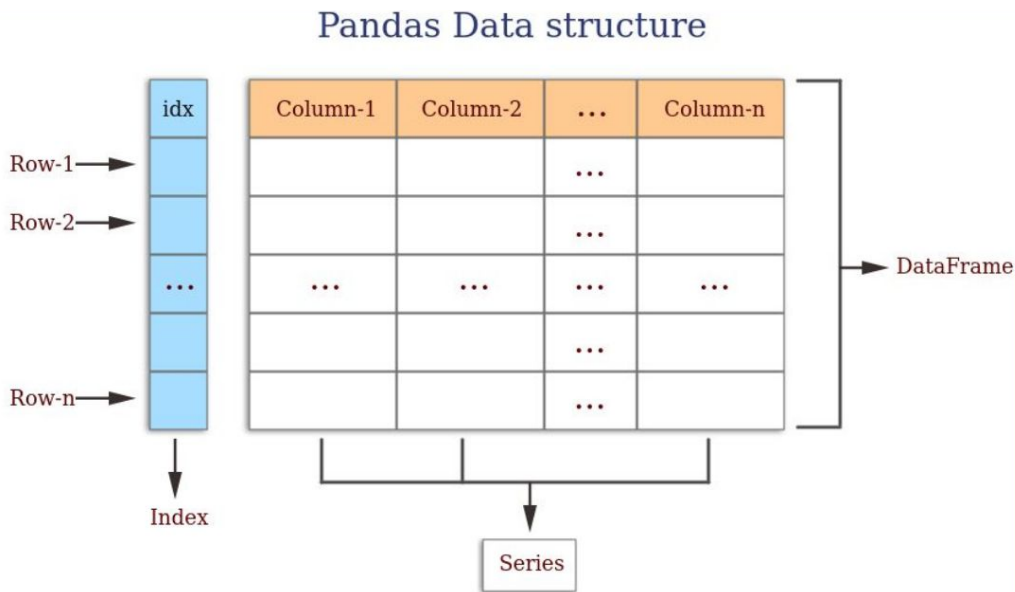 Pandas Data structure
idx Column-1 Column-2 ... Column-n
Row-1 ...
Row-2 ...
... ... ... ... ...
DataFrame
...
Row-n ...
Index
Series